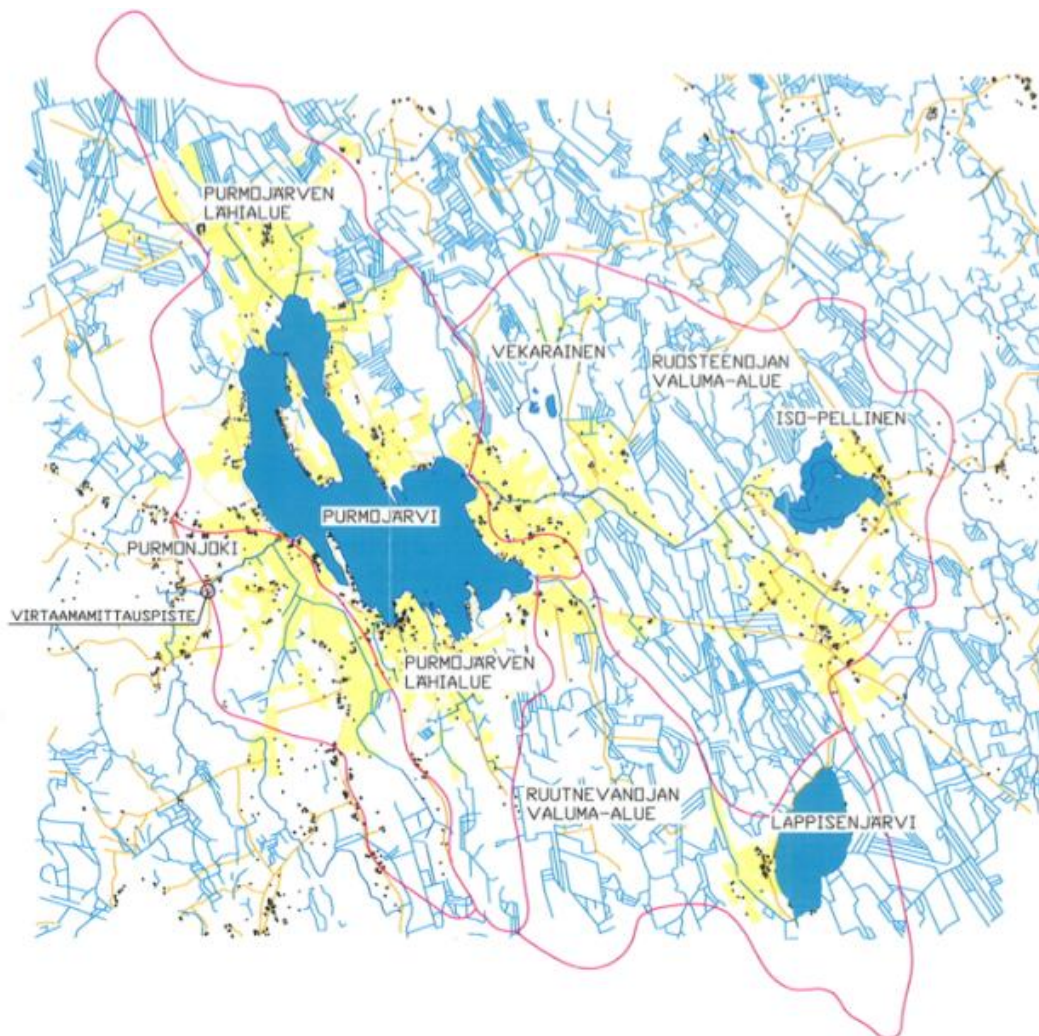 PURMOJÄRVEN
LÄHIALUE
VEKARAINEN
RUOSTEENOJAN
VALUMA-ALUE
ISO-PELLINEN
PURMOJÄRVI
PURMONJOKI
VIRTAAMAMITTAUSPISTE
PURMOJÄRVEN
LÄHIALUE
RUUTNEVANOJAN
VALUMA-ALUE
LAPPISENJÄRVI